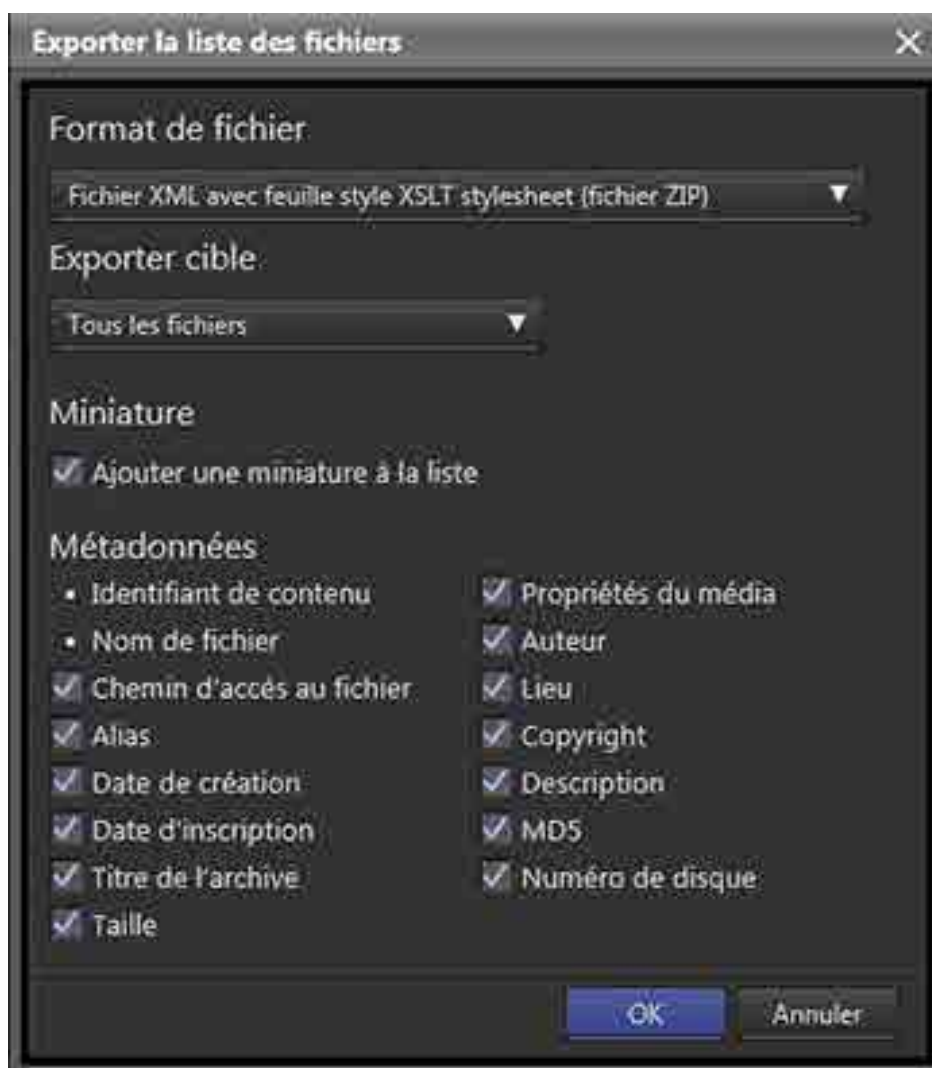 Exporter la liste des fichiers
Format de fichier
Fichier XML avec feuille style XSLT stylesheet (fichier ZIP)
Exporter cible
Tous les fichiers
Miniature
Ajouter une miniature à la liste
Métadonnées
• Identifiant de contenu
• Nom de fichier
Chemin d'accés au fichier
Alias
Date de création
Date d'inscription
Titre de l'archive
Taille
Propriétés du média
Auteur
Lieu
Copyright
Description
MD5
Numéro de disque
OK
Annuler